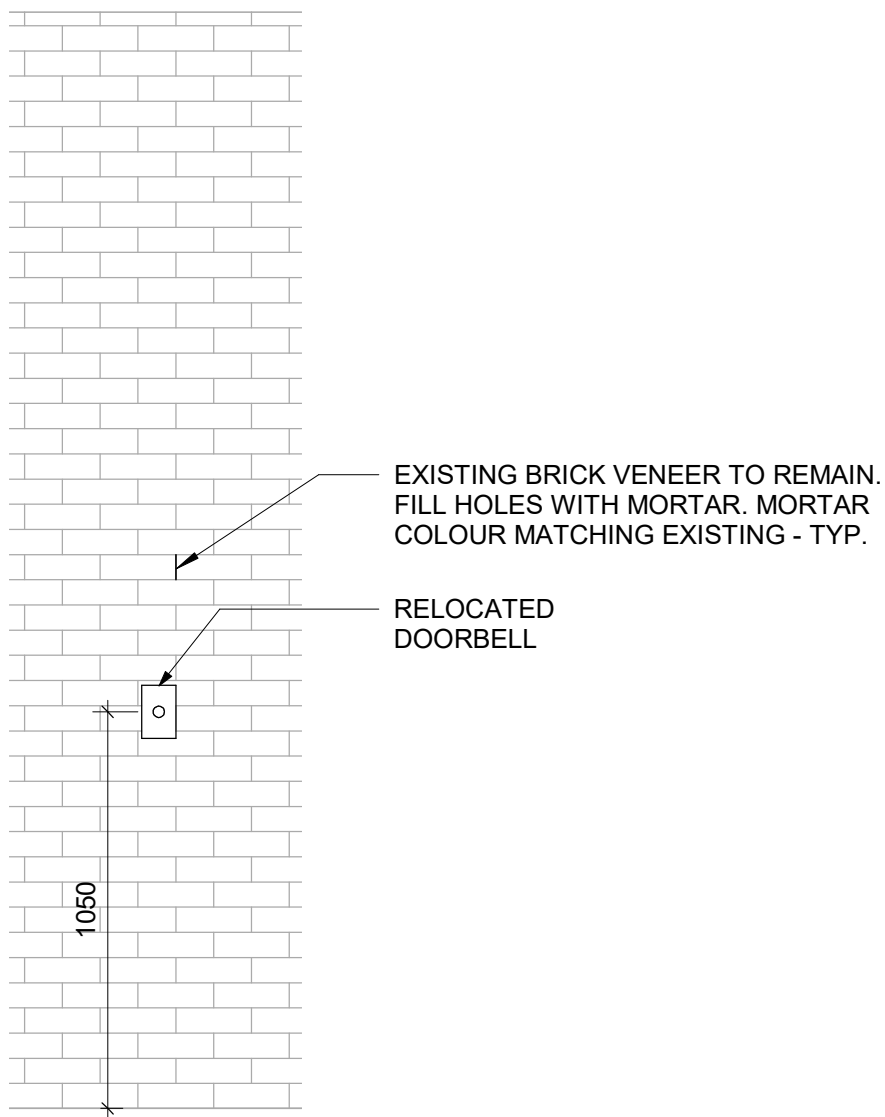 EXISTING BRICK VENEER TO REMAIN.
FILL HOLES WITH MORTAR. MORTAR
COLOUR MATCHING EXISTING - TYP.
RELOCATED
DOORBELL
1050